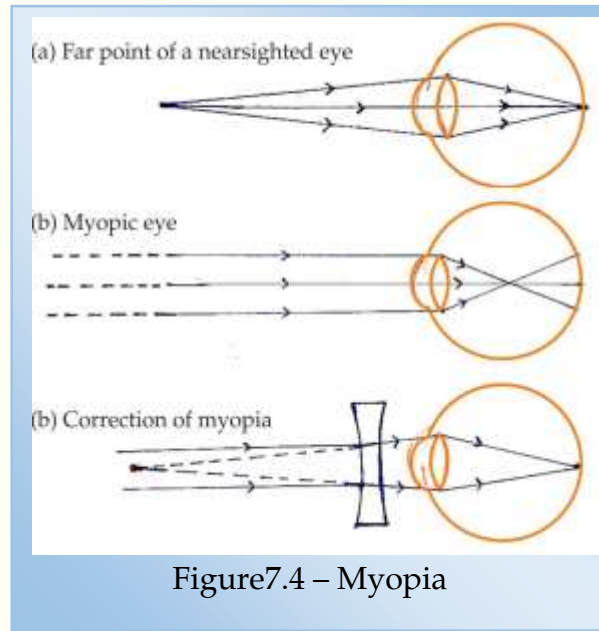 (a) Far point of a nearsighted eye
(b) Myopic eye
(b) Correction of myopia
Figure7.4 – Myopia